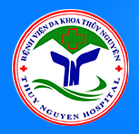 BỆNH VIỆN ĐA KHOA THỦY NGUYÊN
THUY NGUYEN HOSPITAL